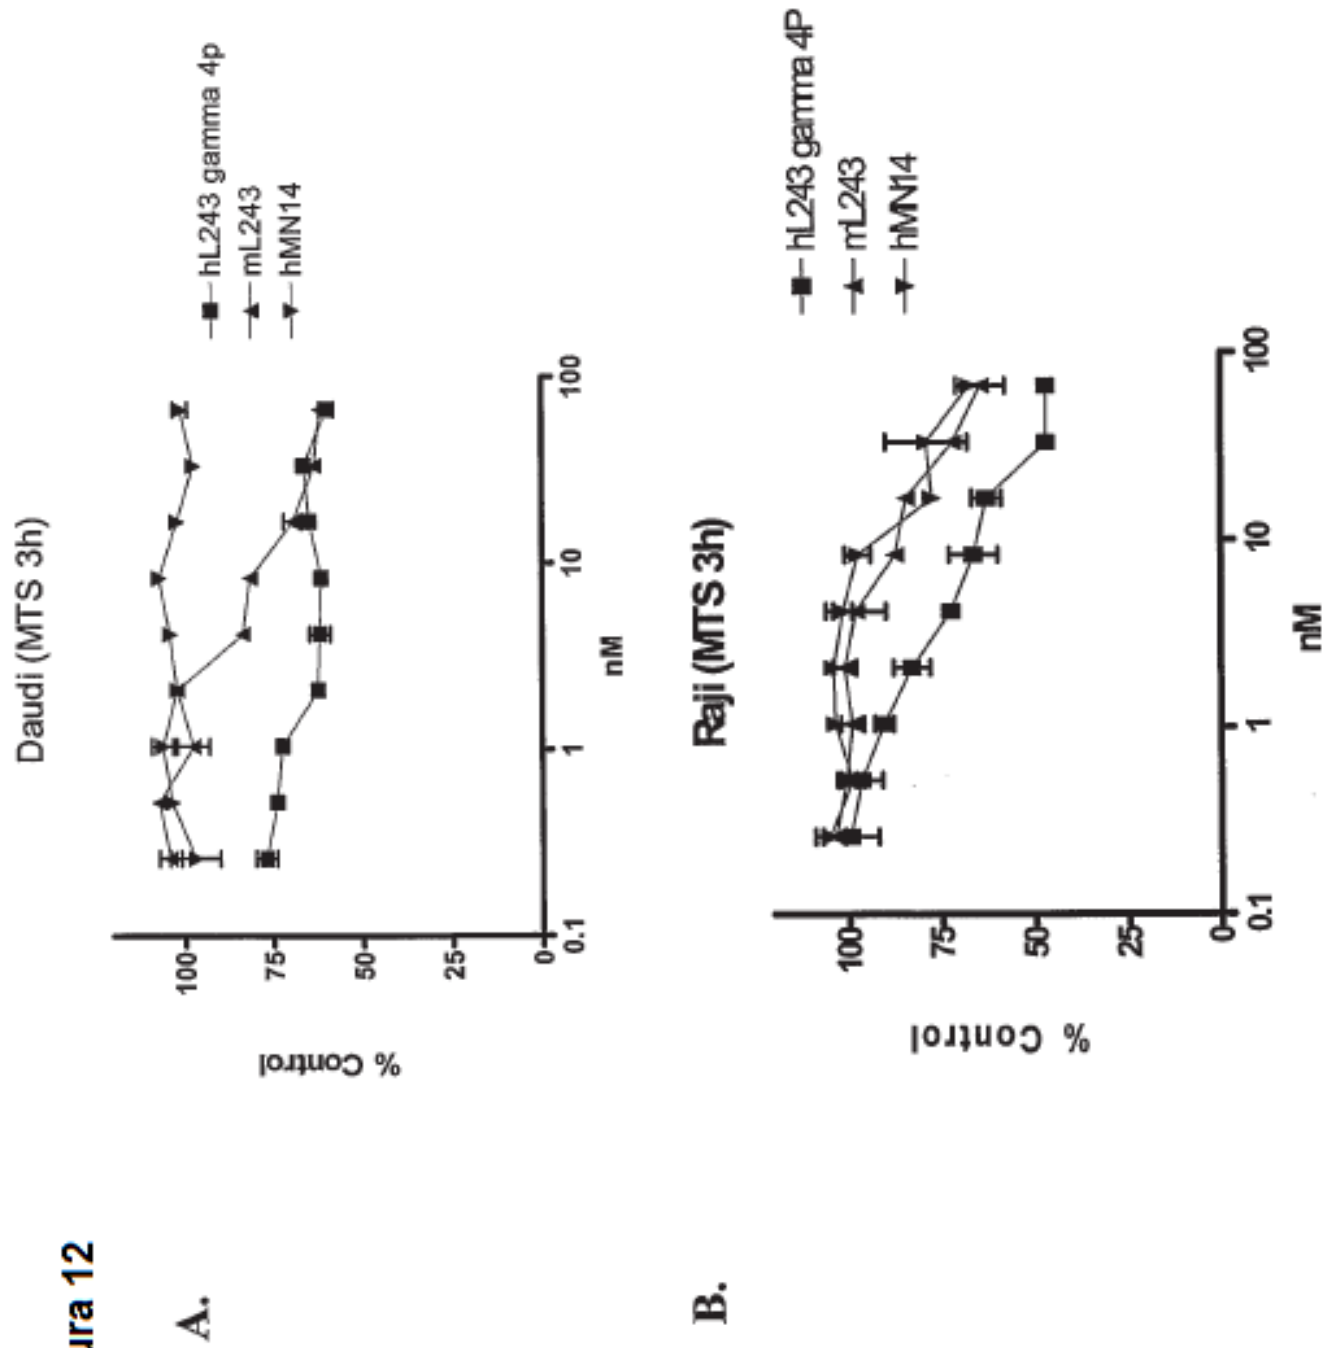 ura 12
A.
Daudi (MTS 3h)
% Control
100
75
50
25
0
0.1
1
10
100
nM
hL243 gamma 4p
mL243
hMN14
B.
Raji (MTS 3h)
% Control
100
75
50
25
0
0.1
1
10
100
nM
hL243 gamma 4P
mL243
hMN14